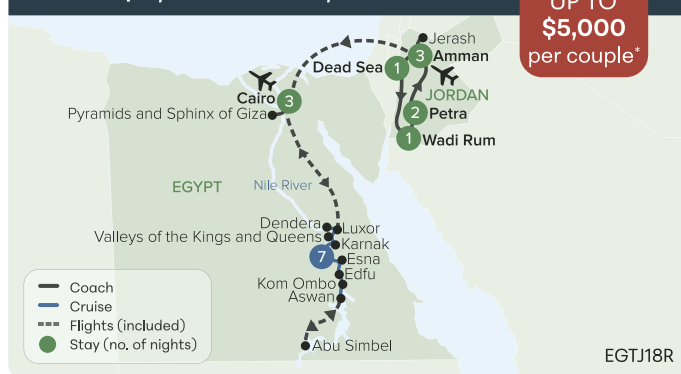 UP TO
$5,000
per couple*
Jerash
3
Amman
Dead Sea
1
JORDAN
Cairo
3
2
Petra
Pyramids and Sphinx of Giza
1
Wadi Rum
EGYPT
Nile River
Dendera
Luxor
Valleys of the Kings and Queens
Karnak
7
Esna
Edfu
Kom Ombo
Aswan
Abu Simbel
Coach
Cruise
Flights (included)
Stay (no. of nights)
EGTJ18R